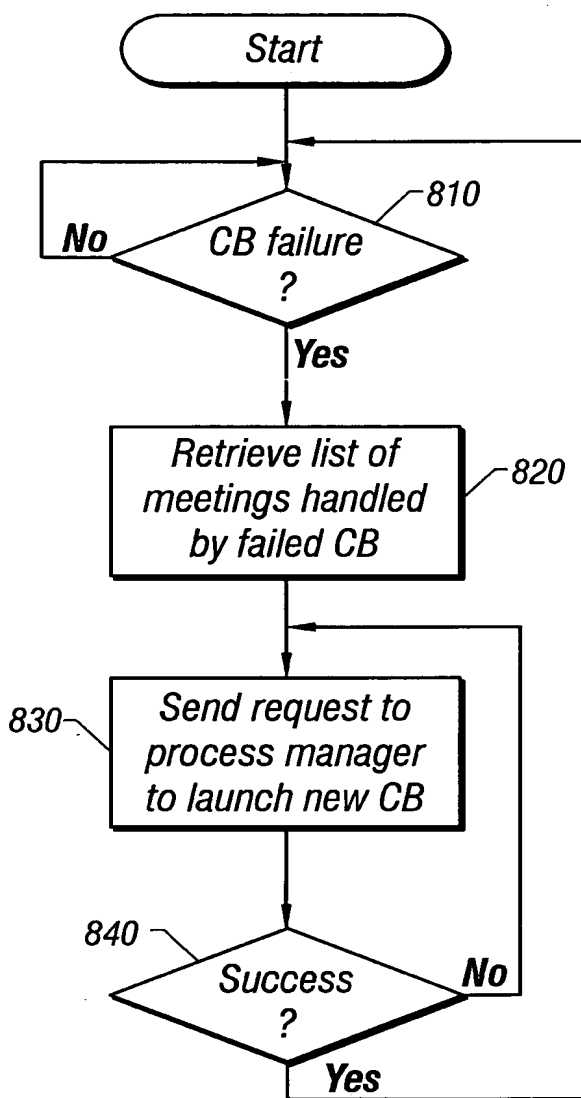 Start
810
CB failure
?
No
Yes
Retrieve list of
meetings handled
by failed CB
820
Send request to
process manager
to launch new CB
830
840
Success
?
No
Yes